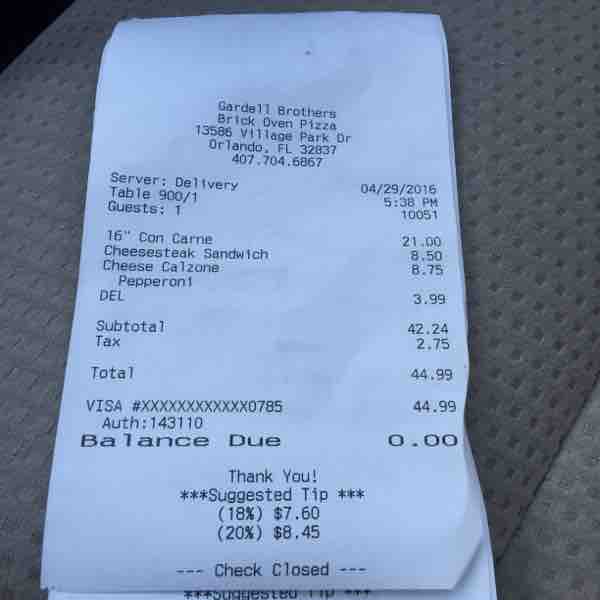 Gardell Brothers
Brick Oven Pizza
13586 Village Park Dr
Orlando, FL 32837
407.704.6867
Server: Delivery 04/29/2016
Table 900/1 5:38 PM
Guests: 1 10051
16" Con Carne 21.00
Cheesesteak Sandwich 8.50
Cheese Calzone 8.75
Pepperoni
DEL 3.99
Subtotal 42.24
Tax 2.75
Total 44.99
VISA #XXXXXXXXXXXX0785 44.99
Auth:143110
Balance Due 0.00
Thank You!
***Suggested Tip ***
(18%) $7.60
(20%) $8.45
--- Check Closed ---
***Suggested Tip ***